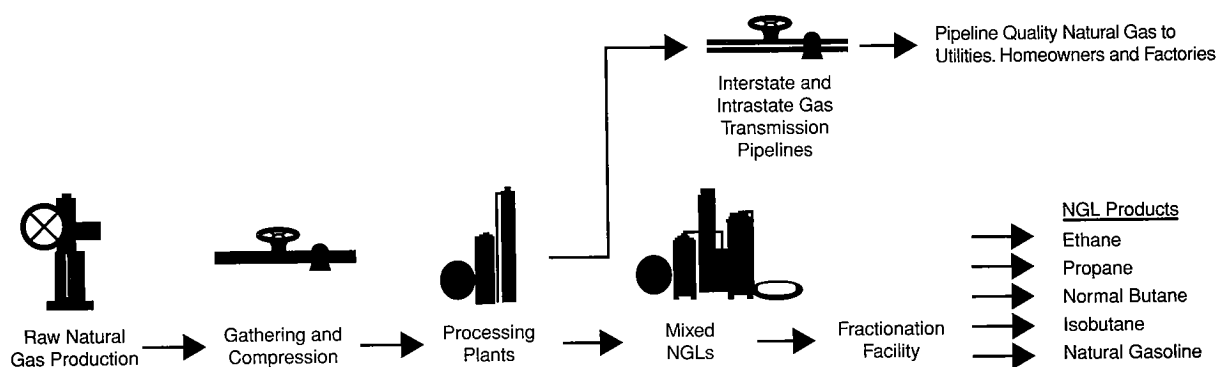 Pipeline Quality Natural Gas to
Utilities. Homeowners and Factories
Interstate and
Intrastate Gas
Transmission
Pipelines
Raw Natural
Gas Production
Gathering and
Compression
Processing
Plants
Mixed
NGLs
Fractionation
Facility
NGL Products
Ethane
Propane
Normal Butane
Isobutane
Natural Gasoline